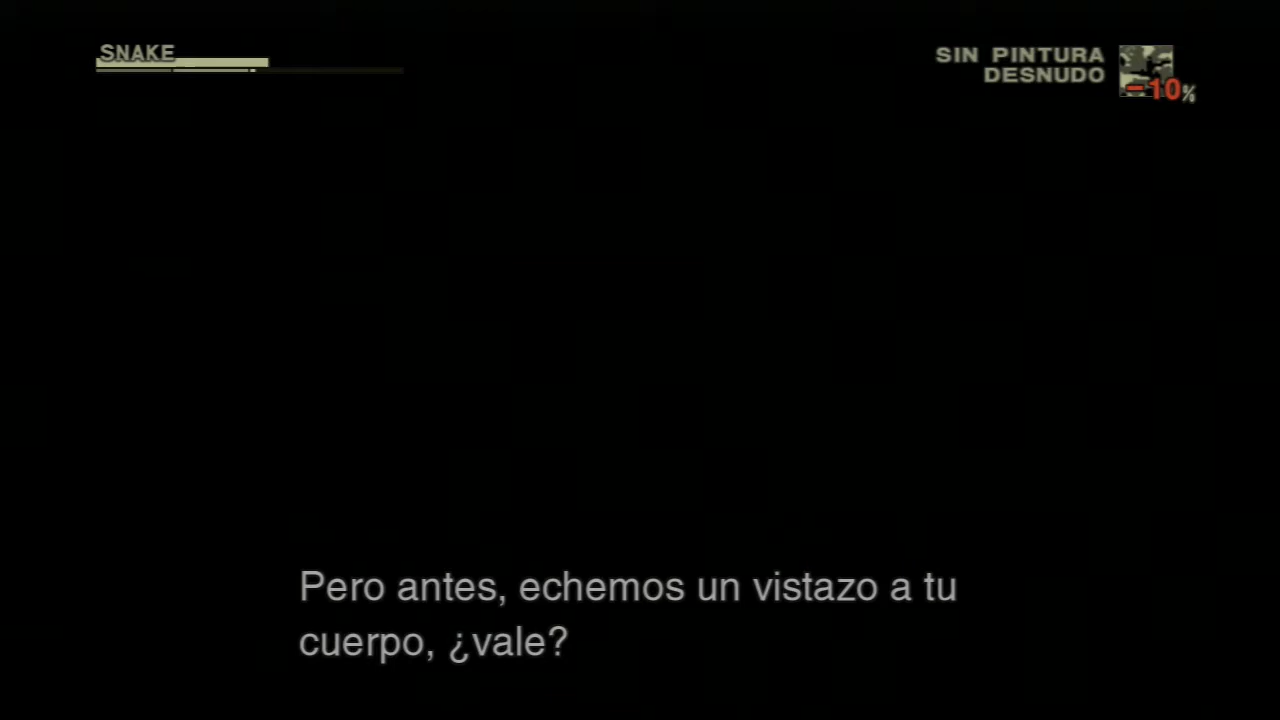 SNAKE
SIN PINTURA
DESNUDO
-10%
Pero antes, echemos un vistazo a tu
cuerpo, ¿vale?